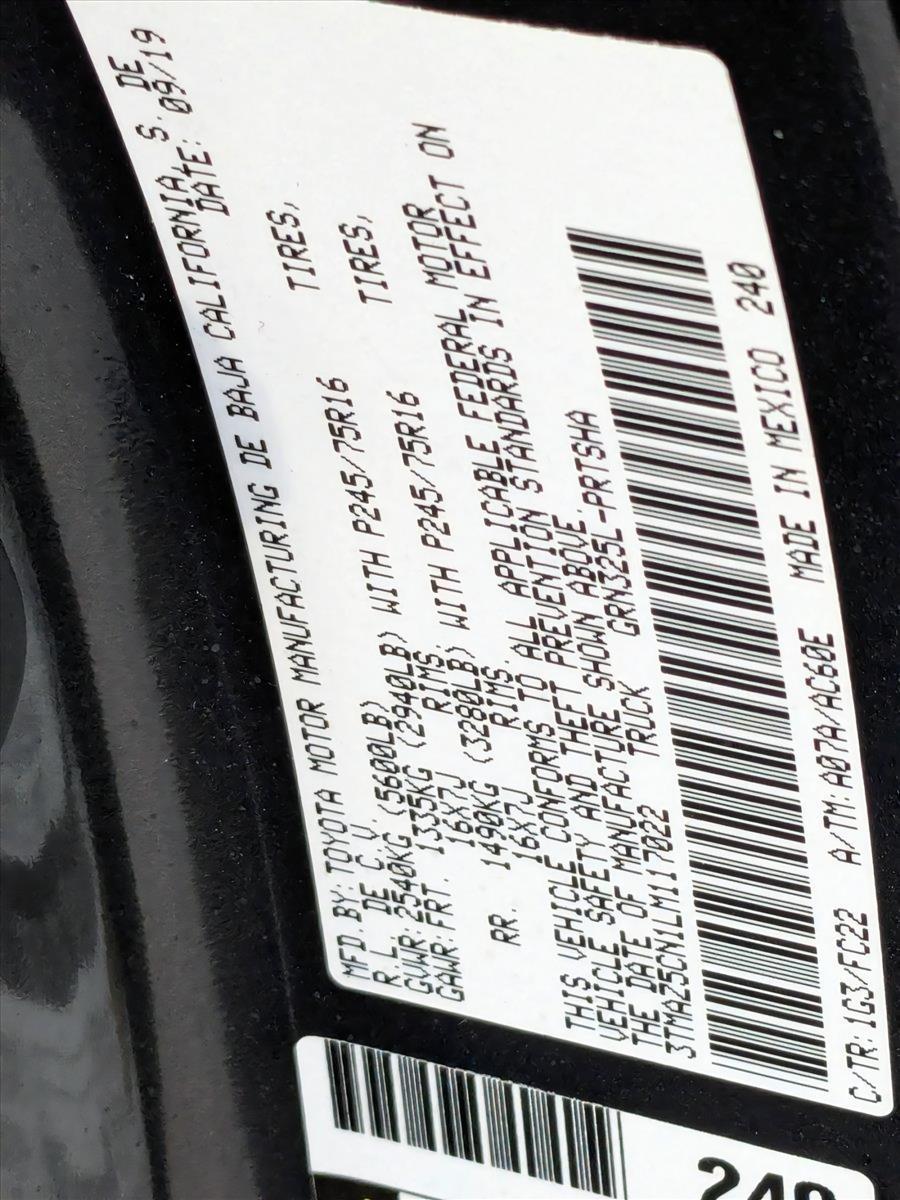 MFD. BY: TOYOTA MOTOR MANUFACTURING DE BAJA CALIFORNIA, S. DE
R.L. DE C.V. DATE: 09/19
GVWR: 2540KG (5600LB)
GAWR: FRT. 1335KG (2940LB) WITH P245/75R16 TIRES,
16X7J RIMS.
RR. 1490KG (3280LB) WITH P245/75R16 TIRES,
16X7J RIMS.
THIS VEHICLE CONFORMS TO ALL APPLICABLE FEDERAL MOTOR
VEHICLE SAFETY AND THEFT PREVENTION STANDARDS IN EFFECT ON
THE DATE OF MANUFACTURE SHOWN ABOVE.
3TMAZ5CN1LM117022 TRUCK GRN325L-PRTSHA
C/TR: 1G3/FC22 A/TM: A07A/AC60E MADE IN MEXICO 240